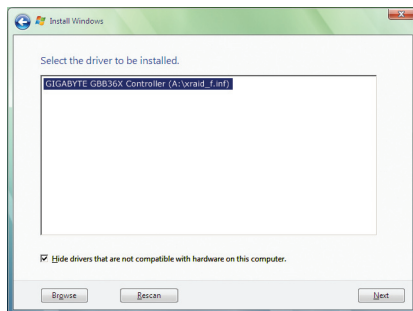 Install Windows
Select the driver to be installed.
GIGABYTE GBB36X Controller (A:\xraid_f.inf)
Hide drivers that are not compatible with hardware on this computer.
Browse
Rescan
Next